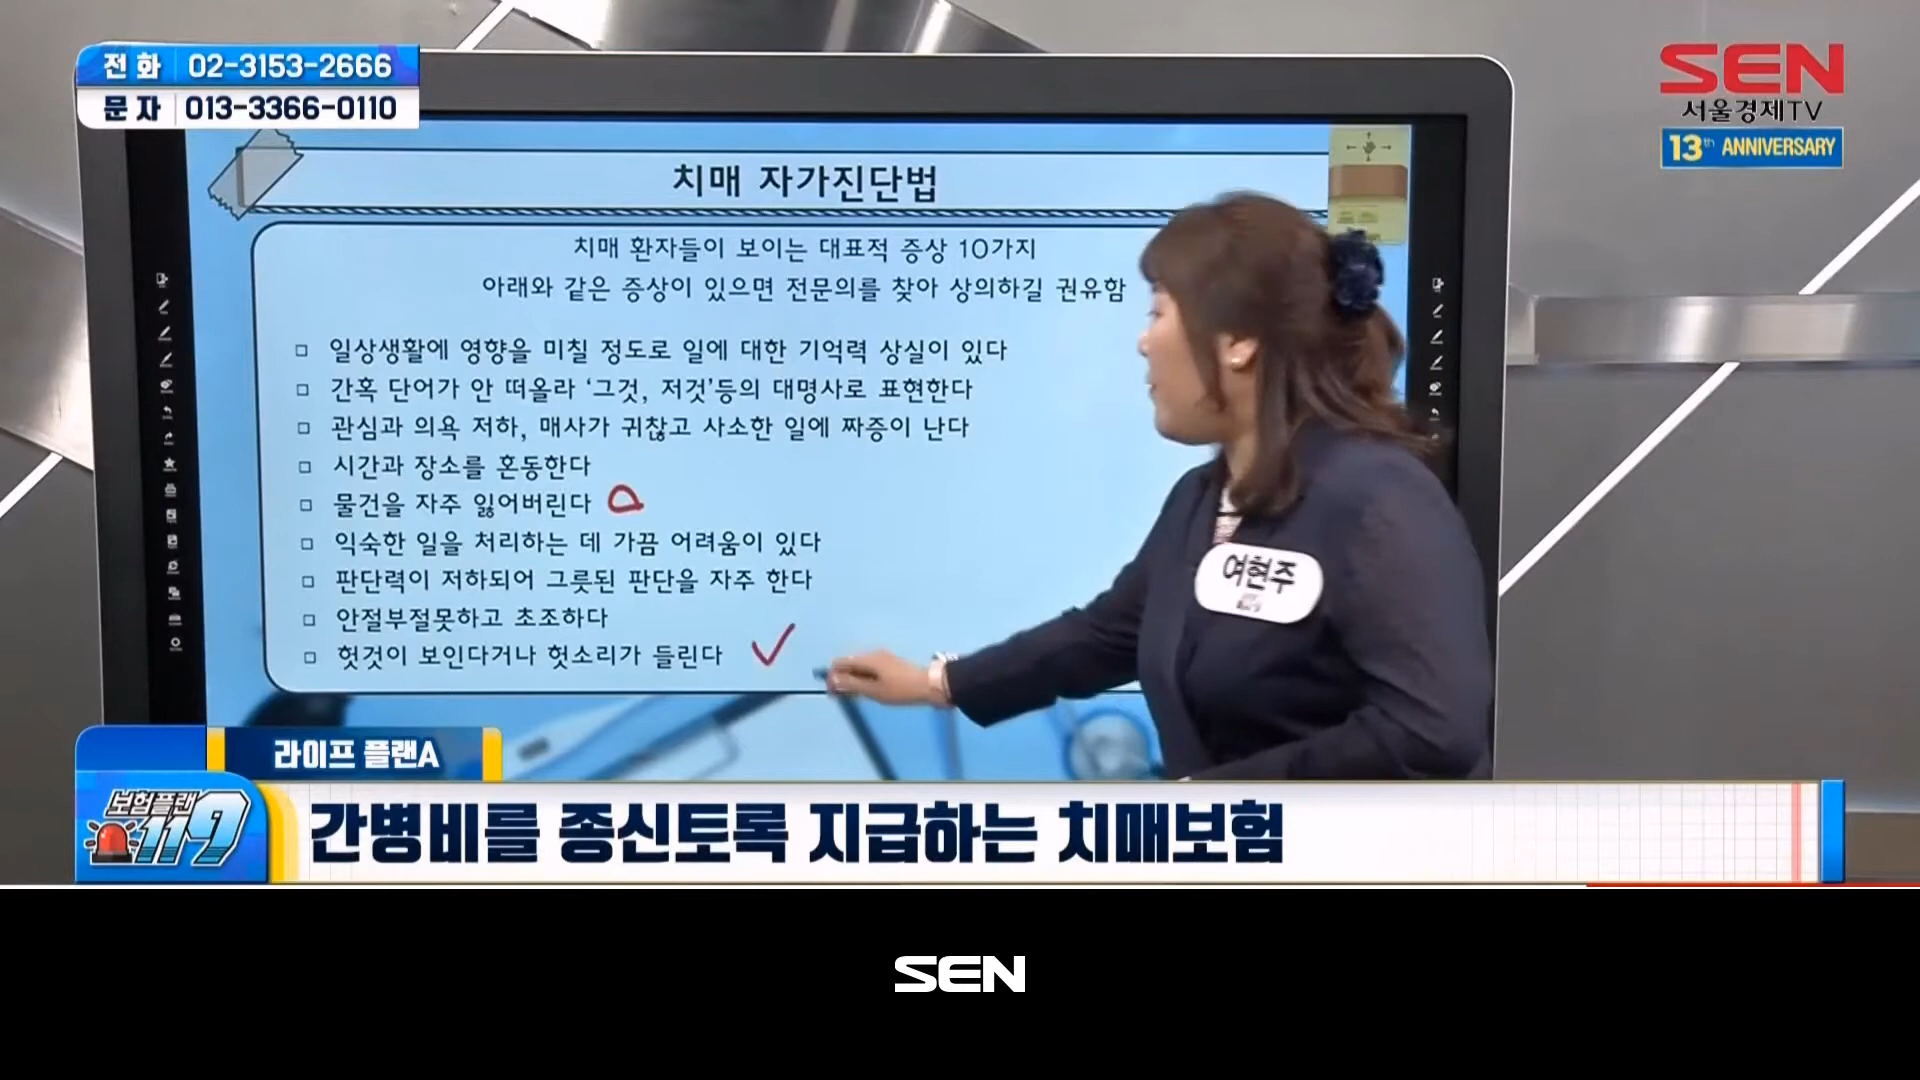 전화 02-3153-2666
문자 013-3366-0110
SEN
서울경제TV
13th ANNIVERSARY
치매 자가진단법
치매 환자들이 보이는 대표적 증상 10가지
아래와 같은 증상이 있으면 전문의를 찾아 상의하길 권유함
□ 일상생활에 영향을 미칠 정도로 일에 대한 기억력 상실이 있다
□ 간혹 단어가 안 떠올라 ‘그것, 저것’등의 대명사로 표현한다
□ 관심과 의욕 저하, 매사가 귀찮고 사소한 일에 짜증이 난다
□ 시간과 장소를 혼동한다
□ 물건을 자주 잃어버린다
□ 익숙한 일을 처리하는 데 가끔 어려움이 있다
□ 판단력이 저하되어 그릇된 판단을 자주 한다
□ 안절부절못하고 초조하다
□ 헛것이 보인다거나 헛소리가 들린다
여현주
라이프 플랜A
보험플랜
119
간병비를 종신토록 지급하는 치매보험
SEN